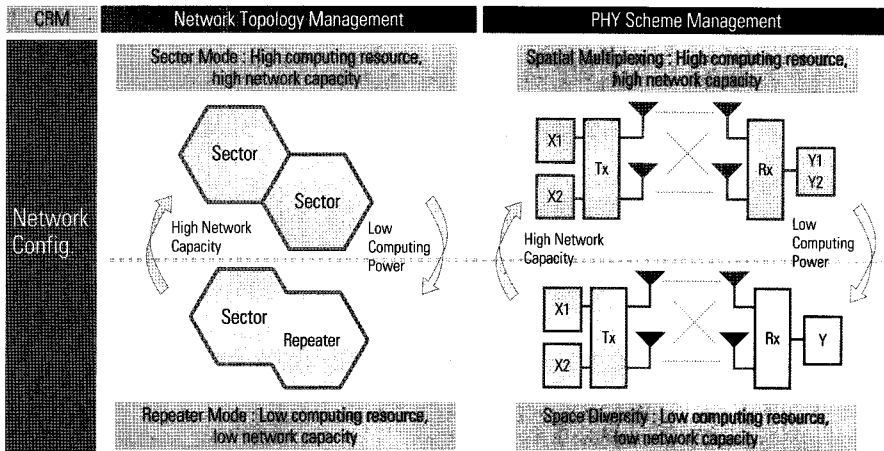 CRM
Network Topology Management
PHY Scheme Management
Network
Config
Sector Mode : High computing resource,
high network capacity
Sector
Sector
High Network
Capacity
Low
Computing
Power
Sector
Repeater
Repeater Mode : Low computing resource,
low network capacity
Spatial Multiplexing : High computing resource,
high network capacity
X1
X2
Tx
Rx
Y1
Y2
High Network
Capacity
Low
Computing
Power
X1
X2
Tx
Rx
Y
Space Diversity : Low computing resource,
low network capacity